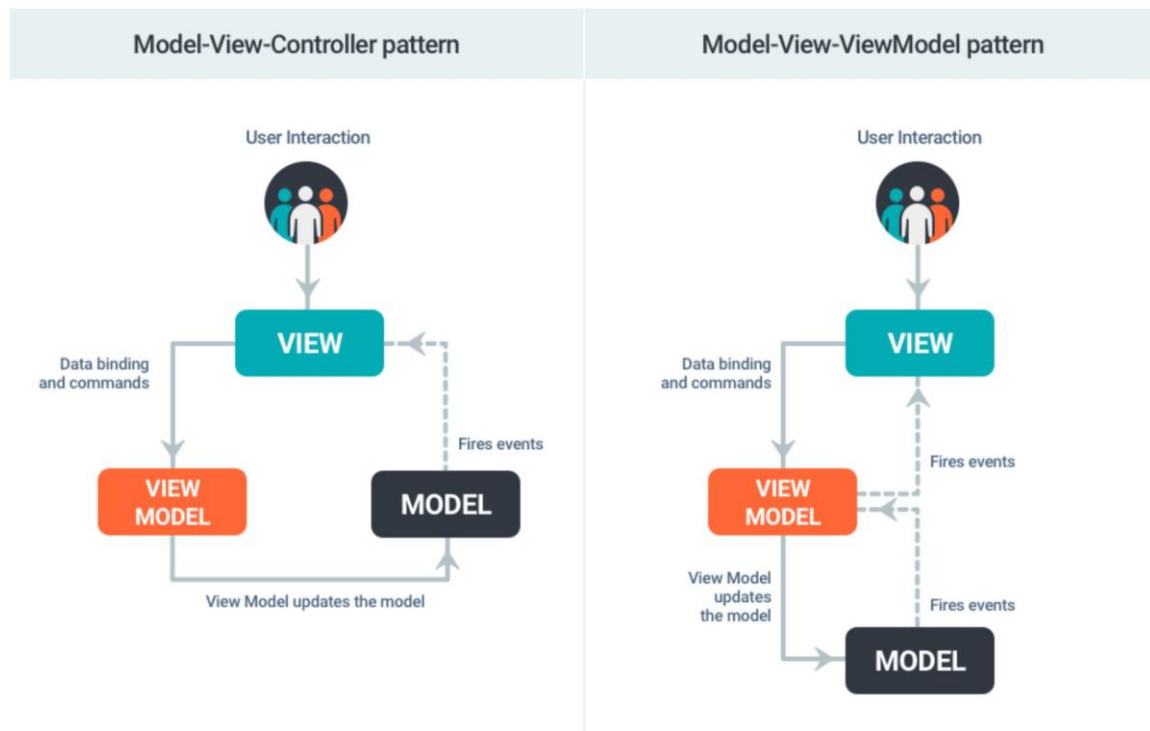 Model-View-Controller pattern
User Interaction
VIEW
Data binding
and commands
Fires events
VIEW
MODEL
MODEL
View Model updates the model
Model-View-ViewModel pattern
User Interaction
VIEW
Data binding
and commands
Fires events
VIEW
MODEL
View Model
updates
the model
Fires events
MODEL